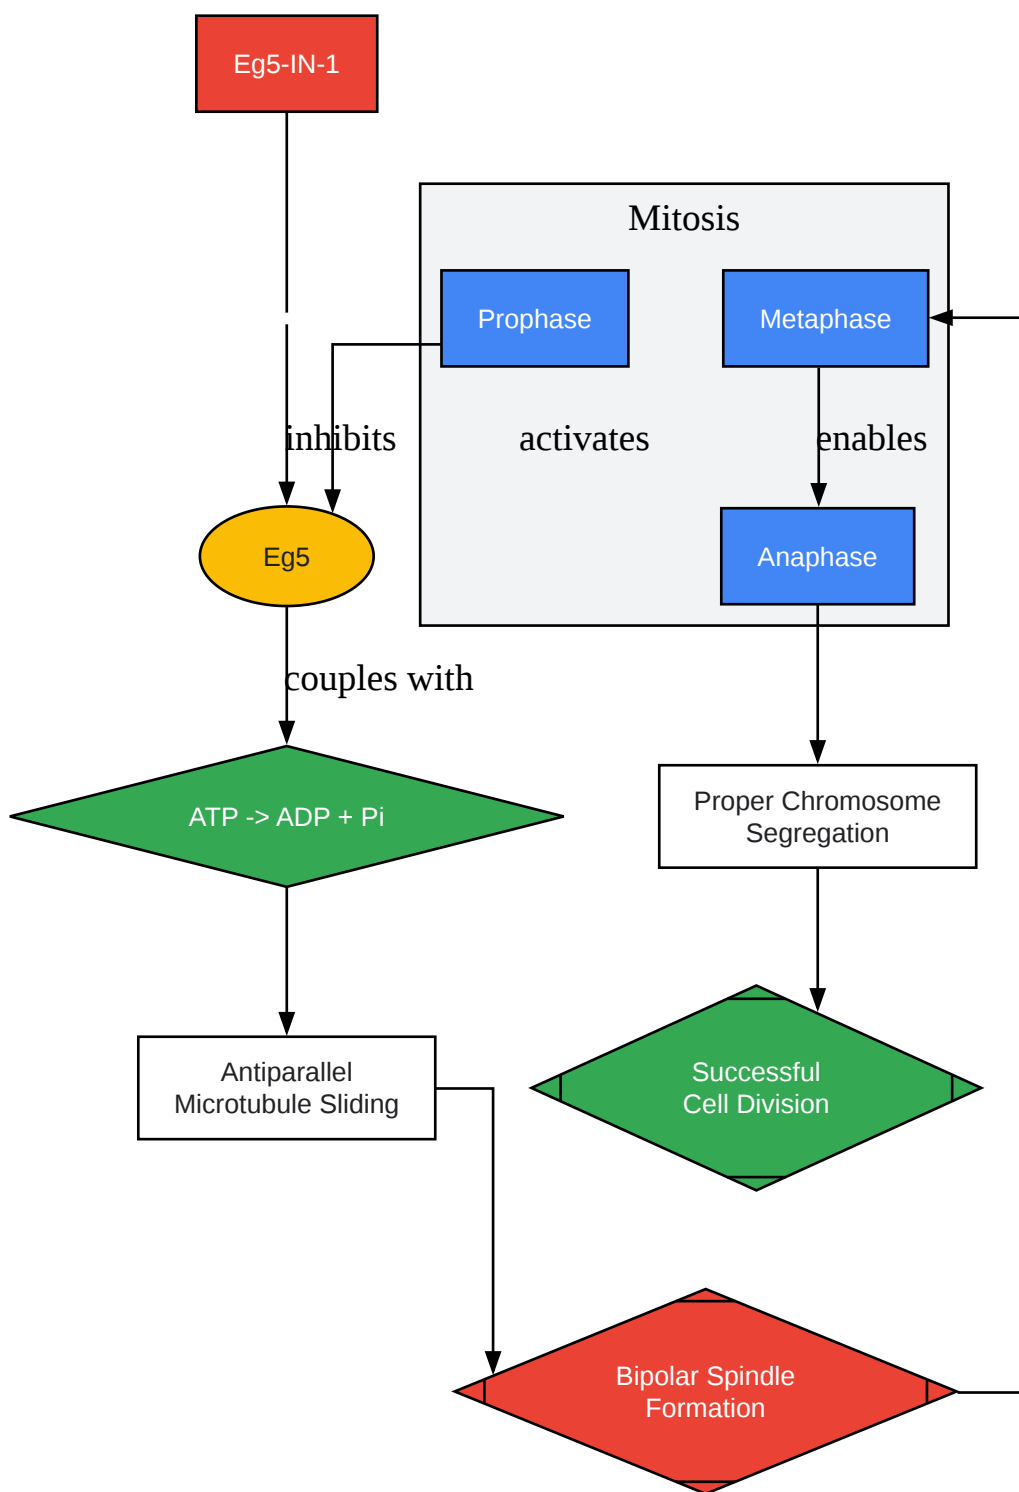 Eg5-IN-1
Mitosis
Prophase
Metaphase
inhibits
activates
enables
Eg5
Anaphase
couples with
ATP -> ADP + Pi
Proper Chromosome
Segregation
Antiparallel
Microtubule Sliding
Successful
Cell Division
Bipolar Spindle
Formation